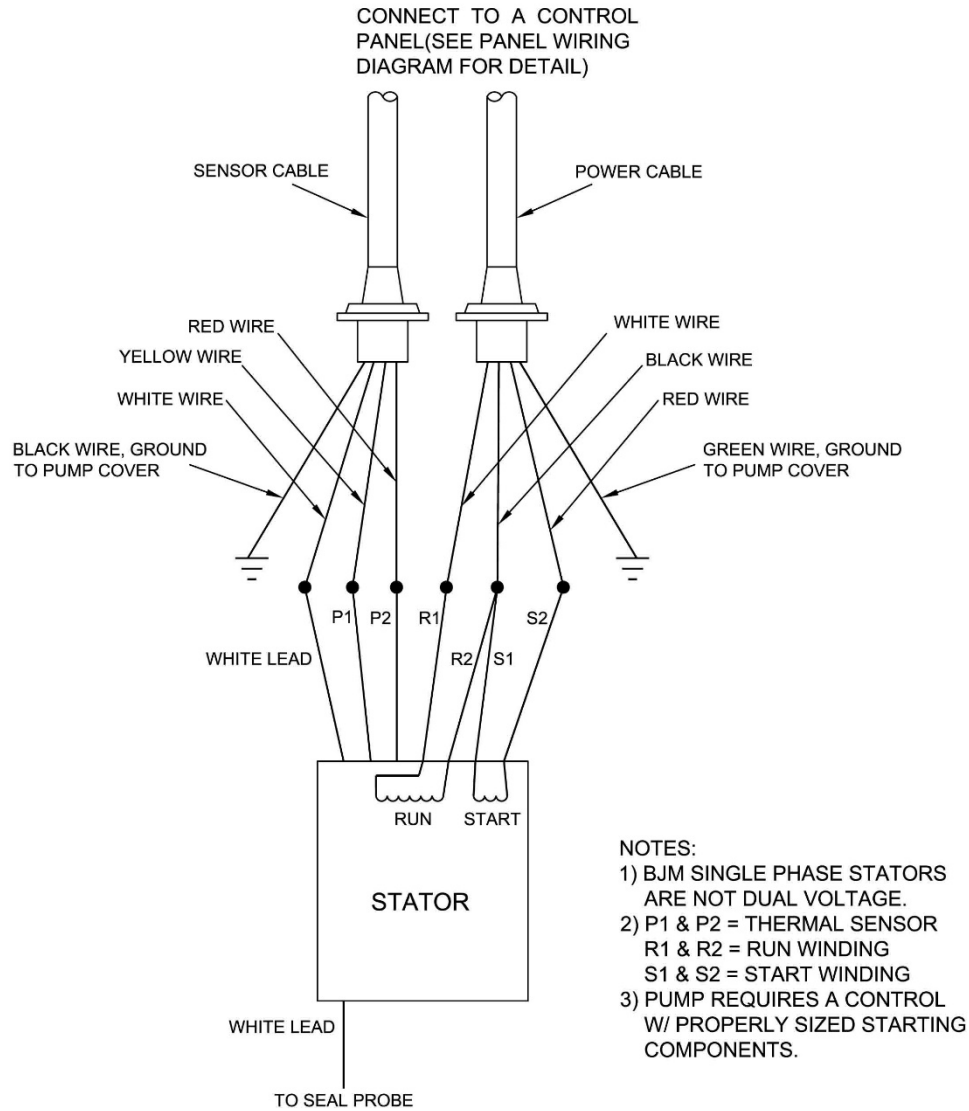 CONNECT TO A CONTROL
PANEL(SEE PANEL WIRING
DIAGRAM FOR DETAIL)
SENSOR CABLE
POWER CABLE
RED WIRE
YELLOW WIRE
WHITE WIRE
BLACK WIRE, GROUND
TO PUMP COVER
WHITE WIRE
BLACK WIRE
RED WIRE
GREEN WIRE, GROUND
TO PUMP COVER
P1
P2
R1
R2
S1
S2
WHITE LEAD
RUN
START
STATOR
WHITE LEAD
TO SEAL PROBE
NOTES:
1) BJM SINGLE PHASE STATORS
ARE NOT DUAL VOLTAGE.
2) P1 & P2 = THERMAL SENSOR
R1 & R2 = RUN WINDING
S1 & S2 = START WINDING
3) PUMP REQUIRES A CONTROL
W/ PROPERLY SIZED STARTING
COMPONENTS.